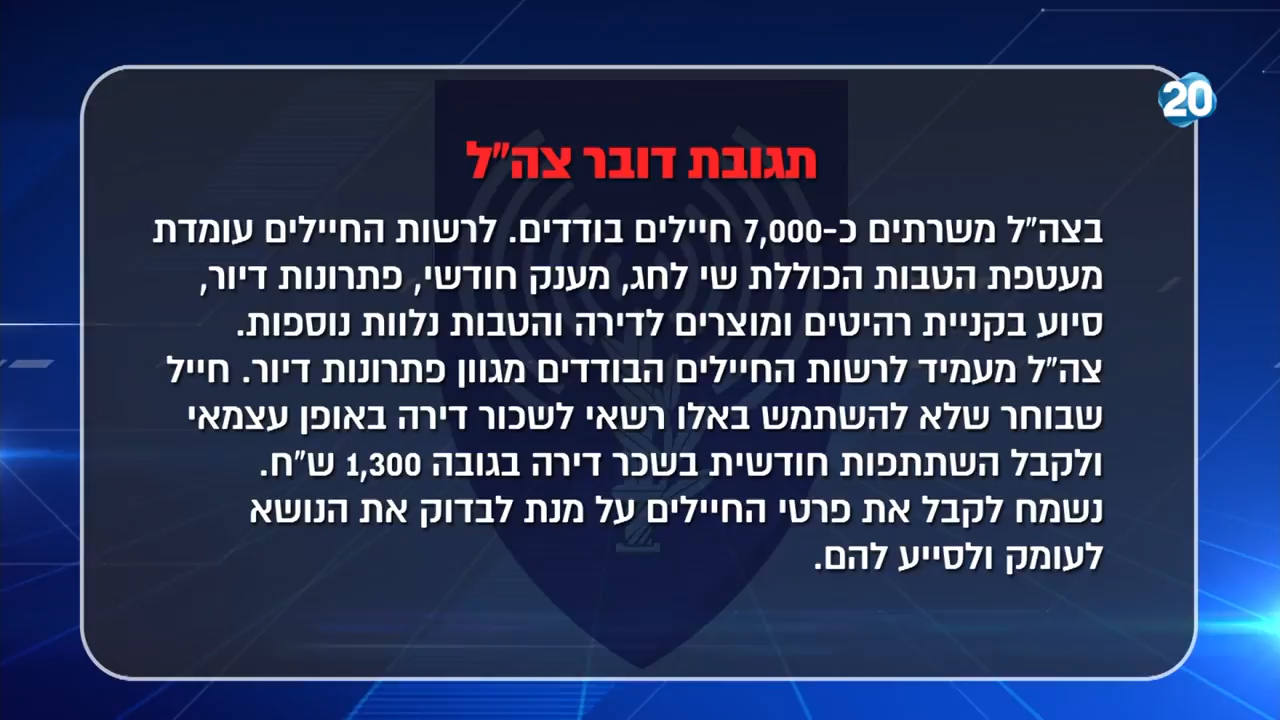 20
תגובת דובר צה"ל
בצה"ל משרתים כ-7,000 חיילים בודדים. לרשות החיילים עומדת
מעטפת הטבות הכוללת שי לחג, מענק חודשי, פתרונות דיור,
סיוע בקניית רהיטים ומוצרים לדירה והטבות נלוות נוספות.
צה"ל מעמיד לרשות החיילים הבודדים מגוון פתרונות דיור. חייל
שבוחר שלא להשתמש באלו רשאי לשכור דירה באופן עצמאי
ולקבל השתתפות חודשית בשכר דירה בגובה 1,300 ש"ח.
נשמח לקבל את פרטי החיילים על מנת לבדוק את הנושא
לעומק ולסייע להם.